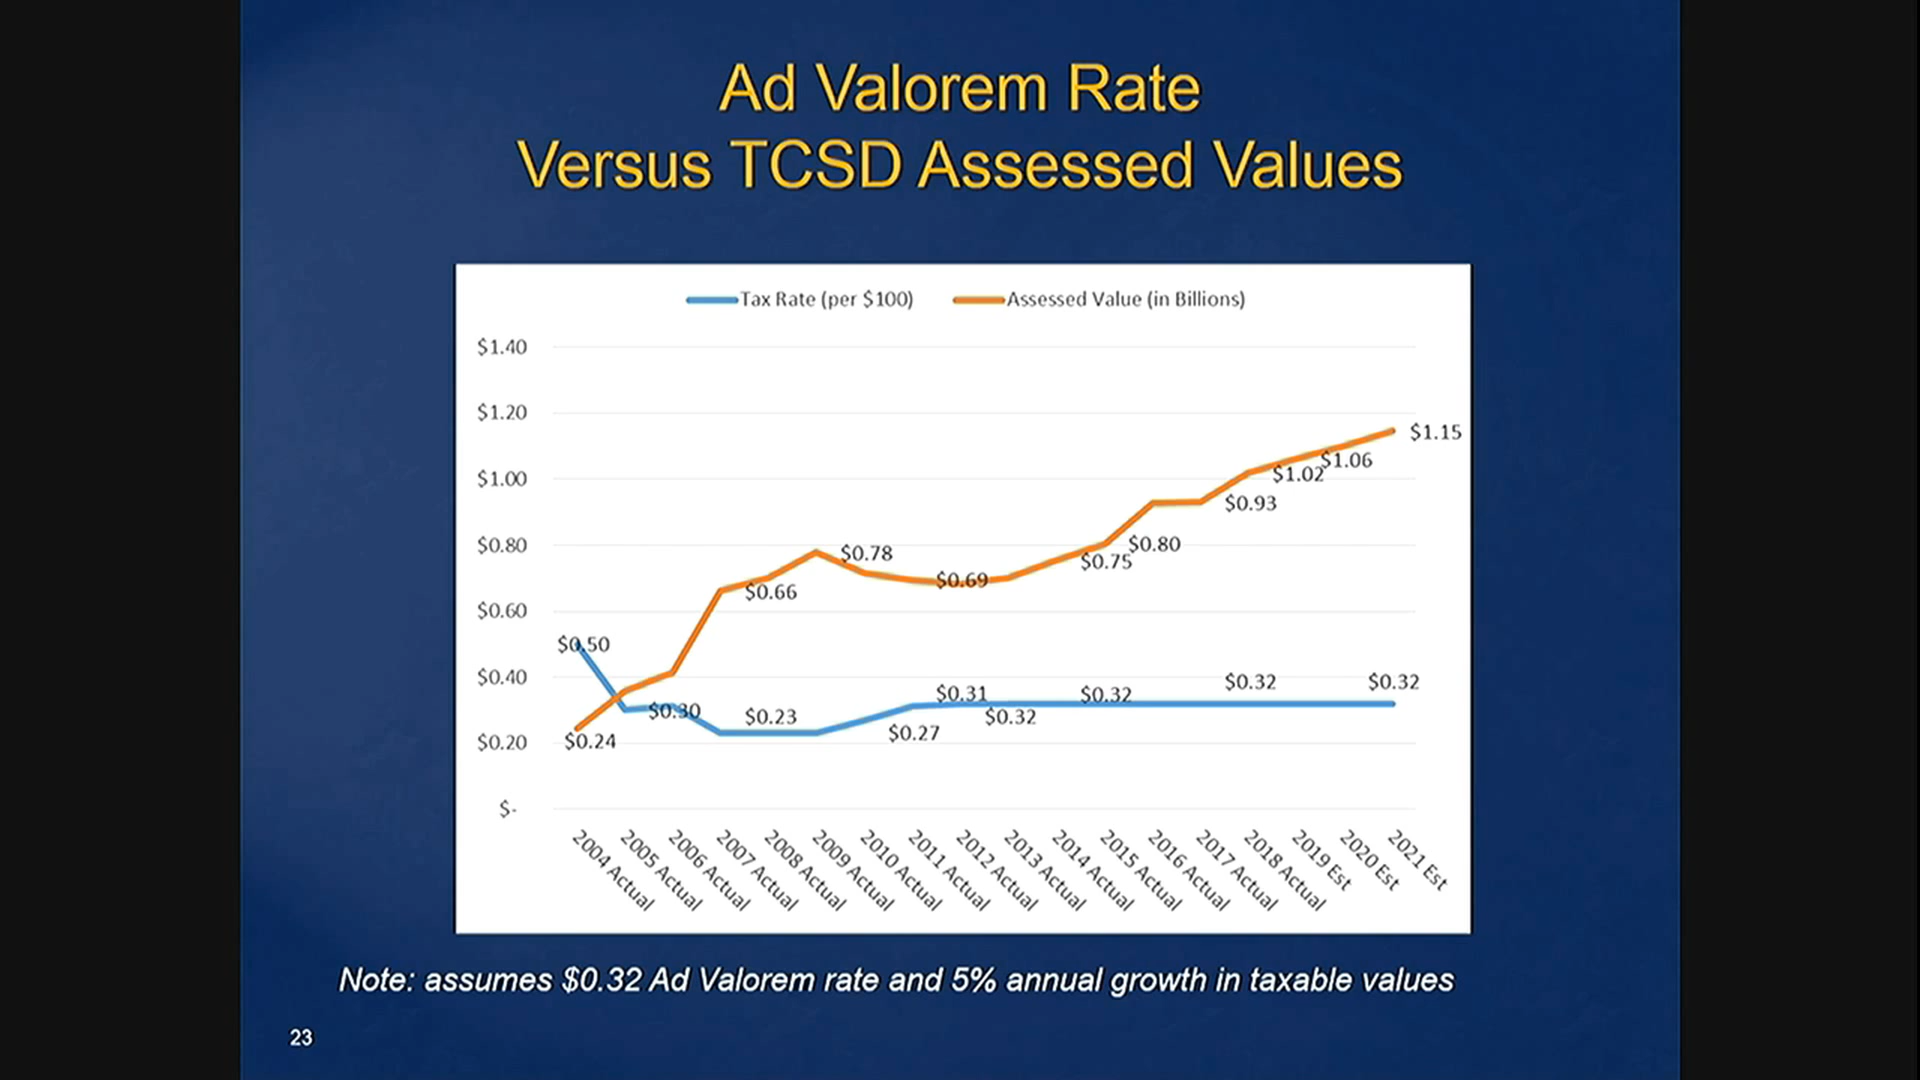 Ad Valorem Rate
Versus TCSD Assessed Values
Tax Rate (per $100) Assessed Value (in Billions)
$1.40
$1.20
$1.00
$0.80
$0.60
$0.40
$0.20
$-
$1.15
$1.06
$1.02
$0.93
$0.80
$0.75
$0.78
$0.69
$0.66
$0.50
$0.24
$0.30
$0.23
$0.27
$0.31
$0.32
$0.32
$0.32
$0.32
2004 Actual
2005 Actual
2006 Actual
2007 Actual
2008 Actual
2009 Actual
2010 Actual
2011 Actual
2012 Actual
2013 Actual
2014 Actual
2015 Actual
2016 Actual
2017 Actual
2018 Actual
2019 Est
2020 Est
2021 Est
Note: assumes $0.32 Ad Valorem rate and 5% annual growth in taxable values
23